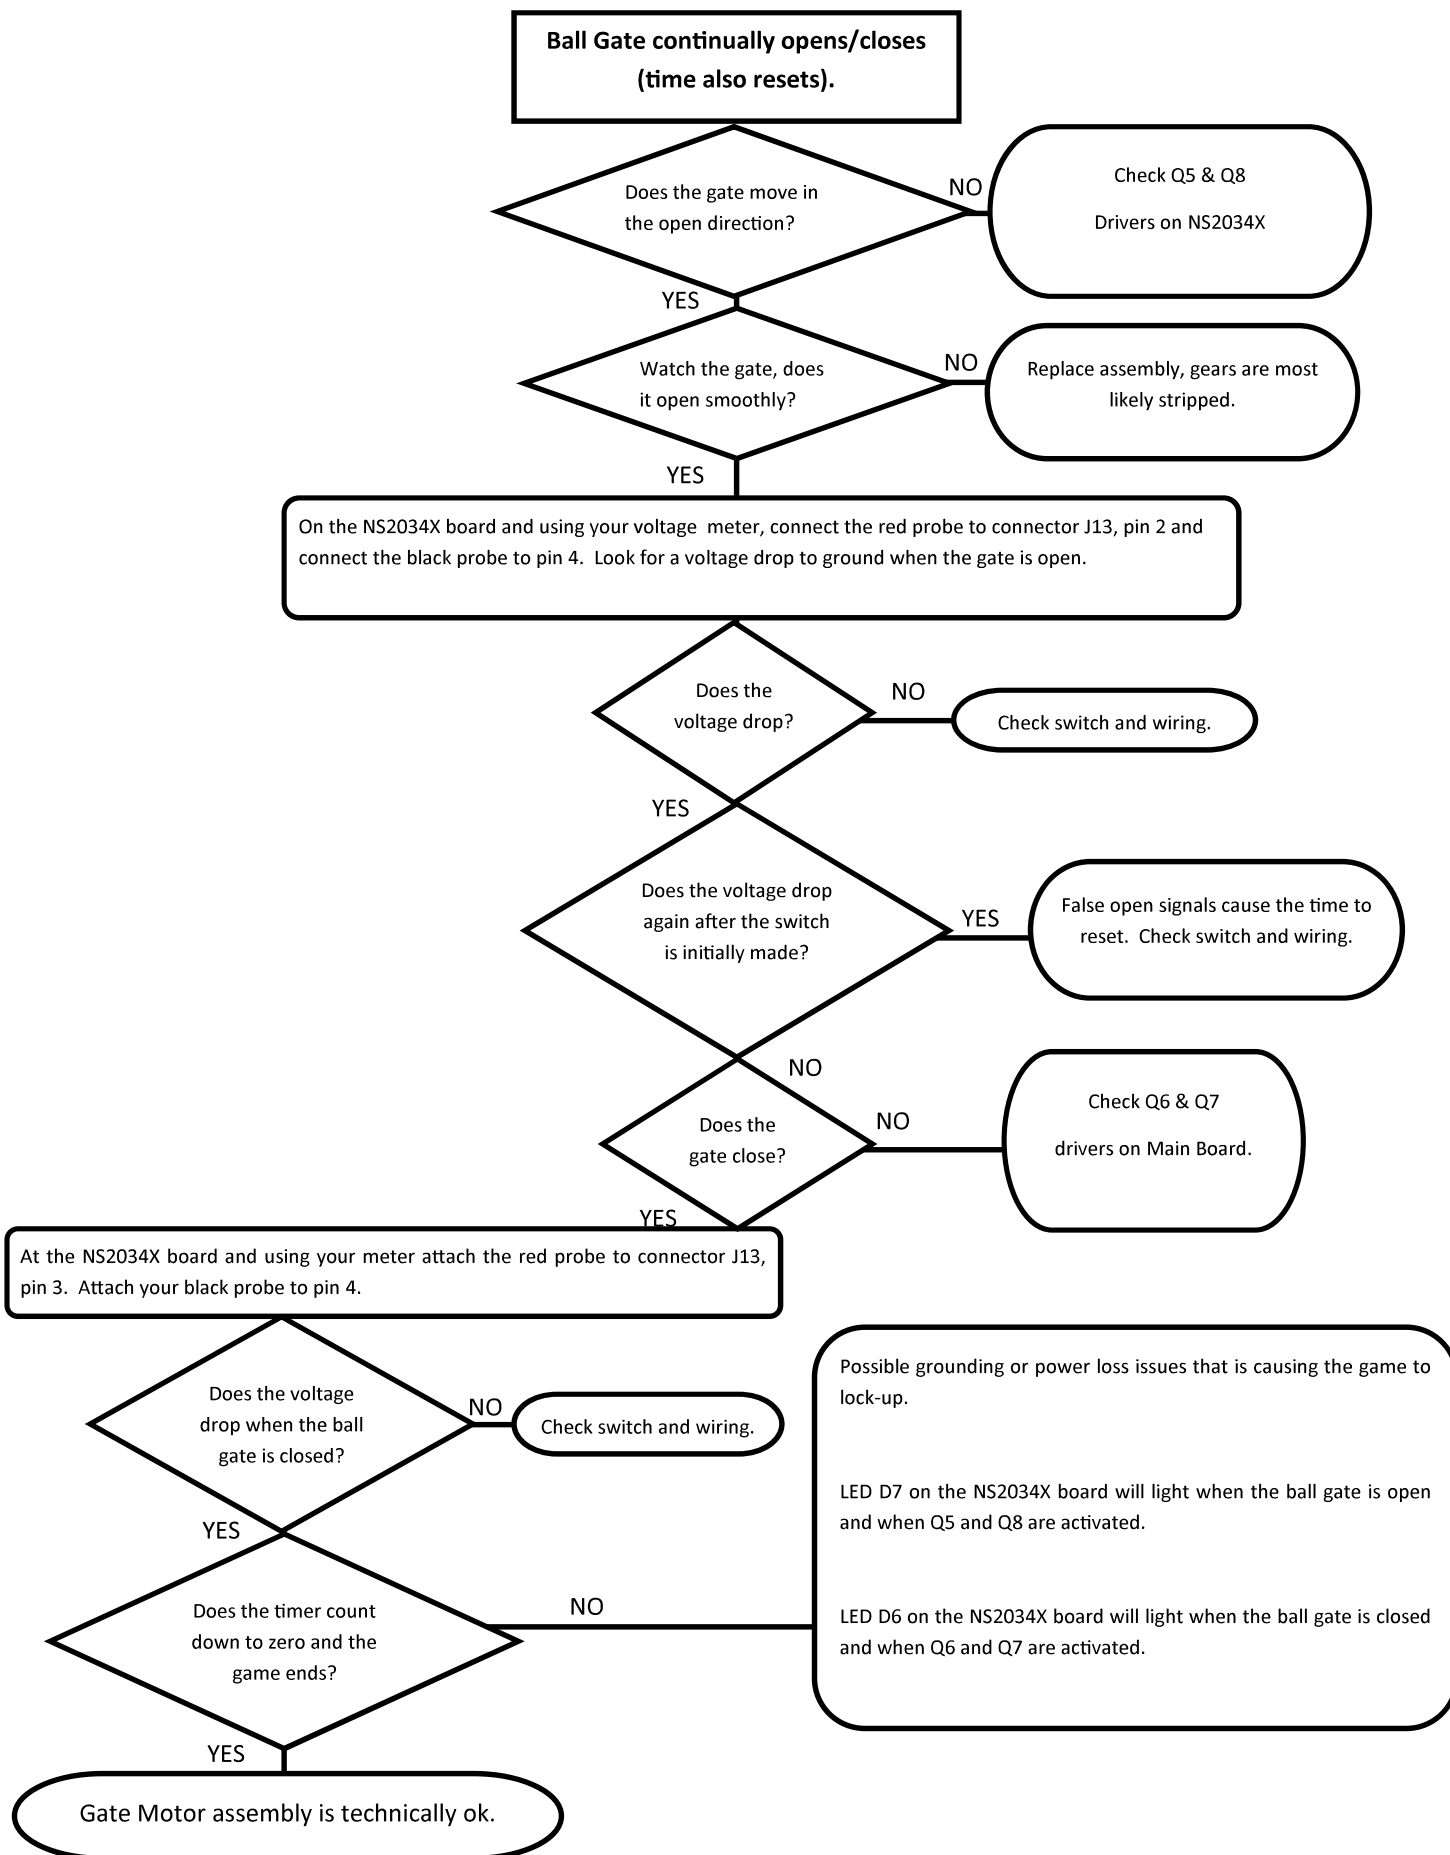 Ball Gate continually opens/closes
(time also resets).
Does the gate move in
the open direction?
NO
Check Q5 & Q8
Drivers on NS2034X
YES
Watch the gate, does
it open smoothly?
NO
Replace assembly, gears are most
likely stripped.
YES
On the NS2034X board and using your voltage  meter, connect the red probe to connector J13, pin 2 and
connect the black probe to pin 4.  Look for a voltage drop to ground when the gate is open.
Does the
voltage drop?
NO
Check switch and wiring.
YES
Does the voltage drop
again after the switch
is initially made?
YES
False open signals cause the time to
reset.  Check switch and wiring.
NO
Does the
gate close?
NO
Check Q6 & Q7
drivers on Main Board.
YES
At the NS2034X board and using your meter attach the red probe to connector J13,
pin 3.  Attach your black probe to pin 4.
Does the voltage
drop when the ball
gate is closed?
NO
Check switch and wiring.
YES
Does the timer count
down to zero and the
game ends?
NO
Possible grounding or power loss issues that is causing the game to
lock-up.
LED D7 on the NS2034X board will light when the ball gate is open
and when Q5 and Q8 are activated.
LED D6 on the NS2034X board will light when the ball gate is closed
and when Q6 and Q7 are activated.
YES
Gate Motor assembly is technically ok.